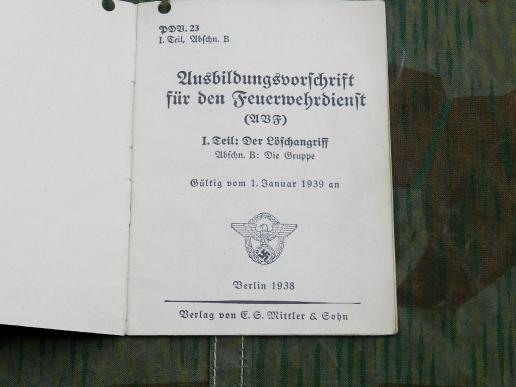 PDV. 23
I. Teil, Abſchn. B
Ausbildungsvorſchrift
für den Feuerwehrdienſt
(AVF)
I. Teil: Der Löſchangriff
Abſchn. B: Die Gruppe
Gültig vom 1. Januar 1939 an
Berlin 1938
Verlag von E. S. Mittler & Sohn